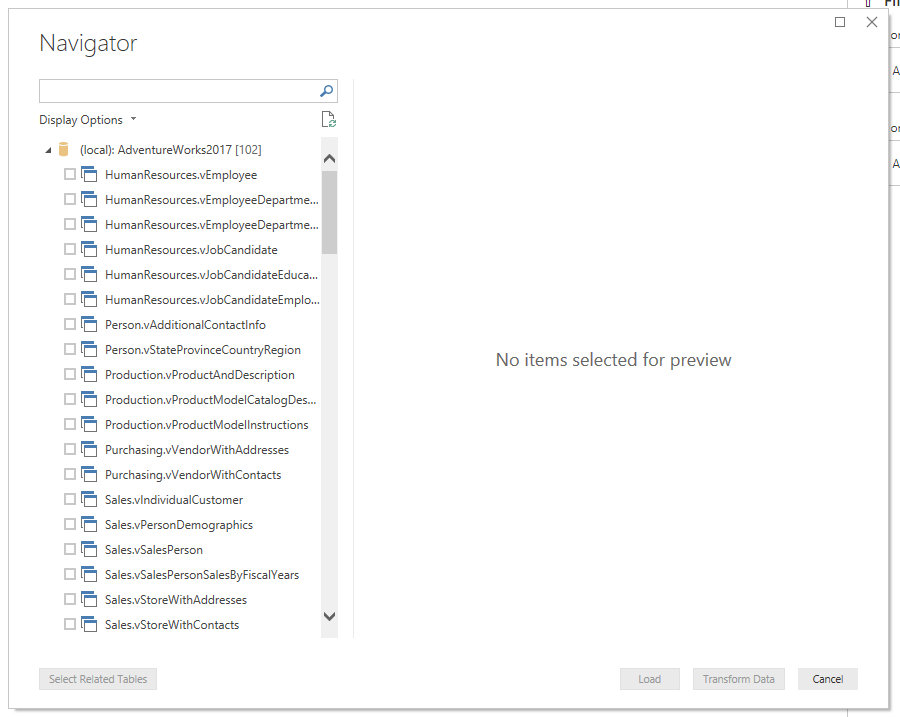 Navigator
Display Options
(local): AdventureWorks2017 [102]
HumanResources.vEmployee
HumanResources.vEmployeeDepartme...
HumanResources.vEmployeeDepartme...
HumanResources.vJobCandidate
HumanResources.vJobCandidateEduca...
HumanResources.vJobCandidateEmplo...
Person.vAdditionalContactInfo
Person.vStateProvinceCountryRegion
Production.vProductAndDescription
Production.vProductModelCatalogDes...
Production.vProductModelInstructions
Purchasing.vVendorWithAddresses
Purchasing.vVendorWithContacts
Sales.vIndividualCustomer
Sales.vPersonDemographics
Sales.vSalesPerson
Sales.vSalesPersonSalesByFiscalYears
Sales.vStoreWithAddresses
Sales.vStoreWithContacts
No items selected for preview
Select Related Tables
Load
Transform Data
Cancel